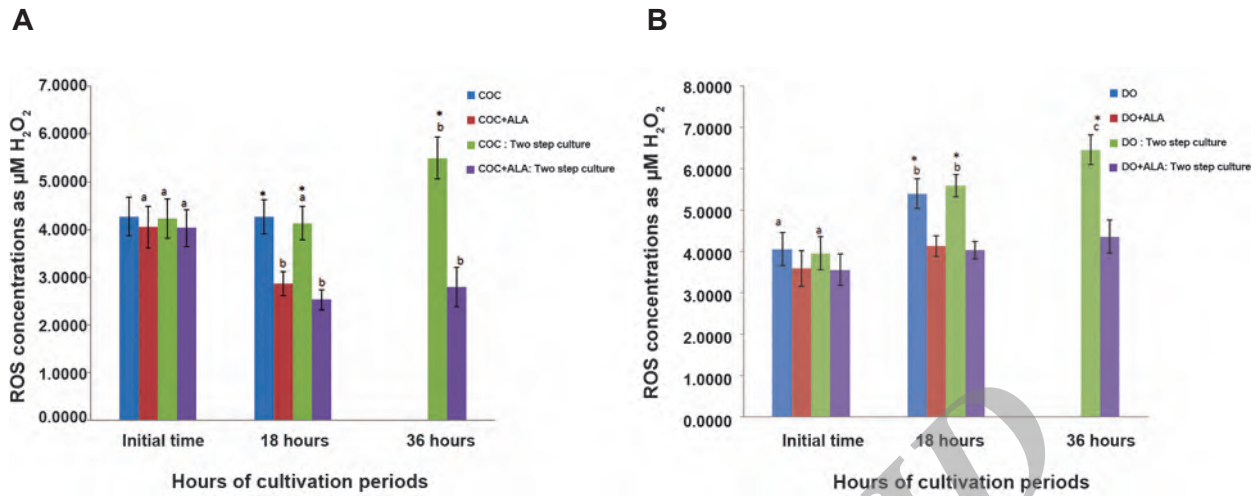 A
ROS concentrations as µM H₂O₂
7.0000
6.0000
5.0000
4.0000
3.0000
2.0000
1.0000
0.0000
COC
COC+ALA
COC : Two step culture
COC+ALA: Two step culture
a a a
* * a b b
* b b
Initial time 18 hours 36 hours
Hours of cultivation periods
B
ROS concentrations as µM H₂O₂
8.0000
7.0000
6.0000
5.0000
4.0000
3.0000
2.0000
1.0000
0.0000
DO
DO+ALA
DO : Two step culture
DO+ALA: Two step culture
a a
* b * b
* c
Initial time 18 hours 36 hours
Hours of cultivation periods